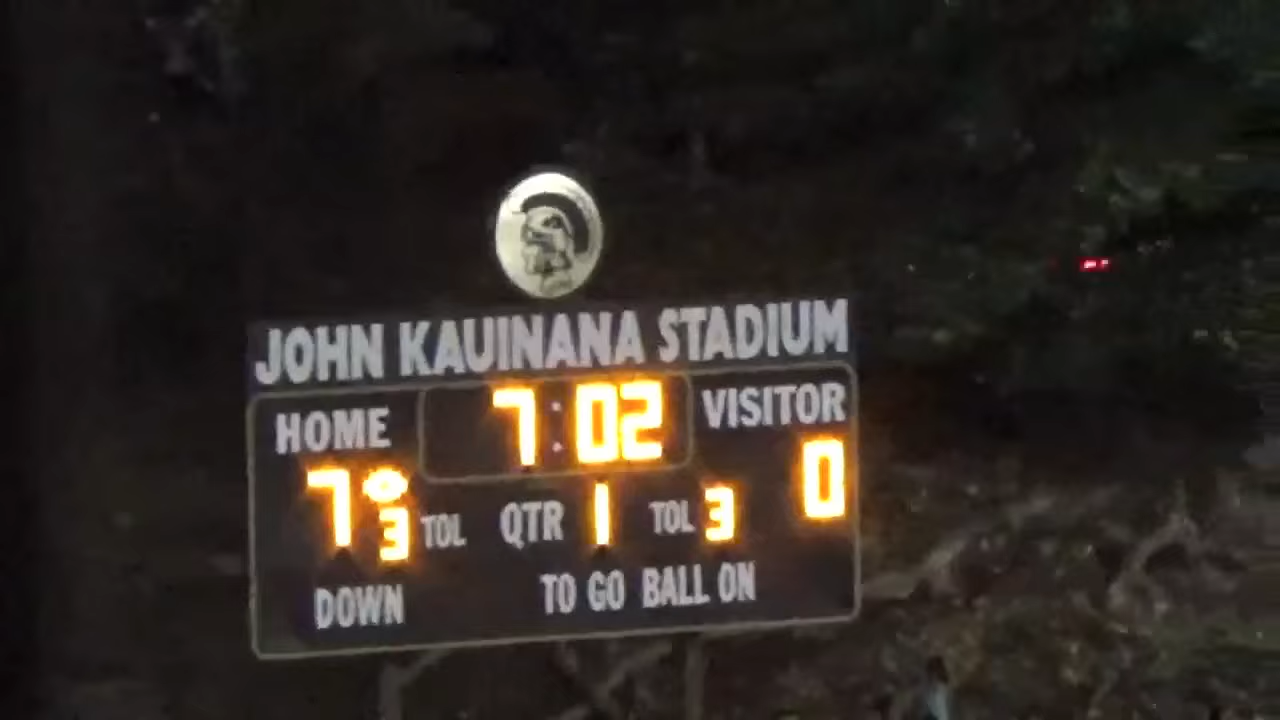 JOHN KAUINANA STADIUM
HOME 7:02 VISITOR
7 3 TOL QTR 1 TOL 3 0
DOWN TO GO BALL ON